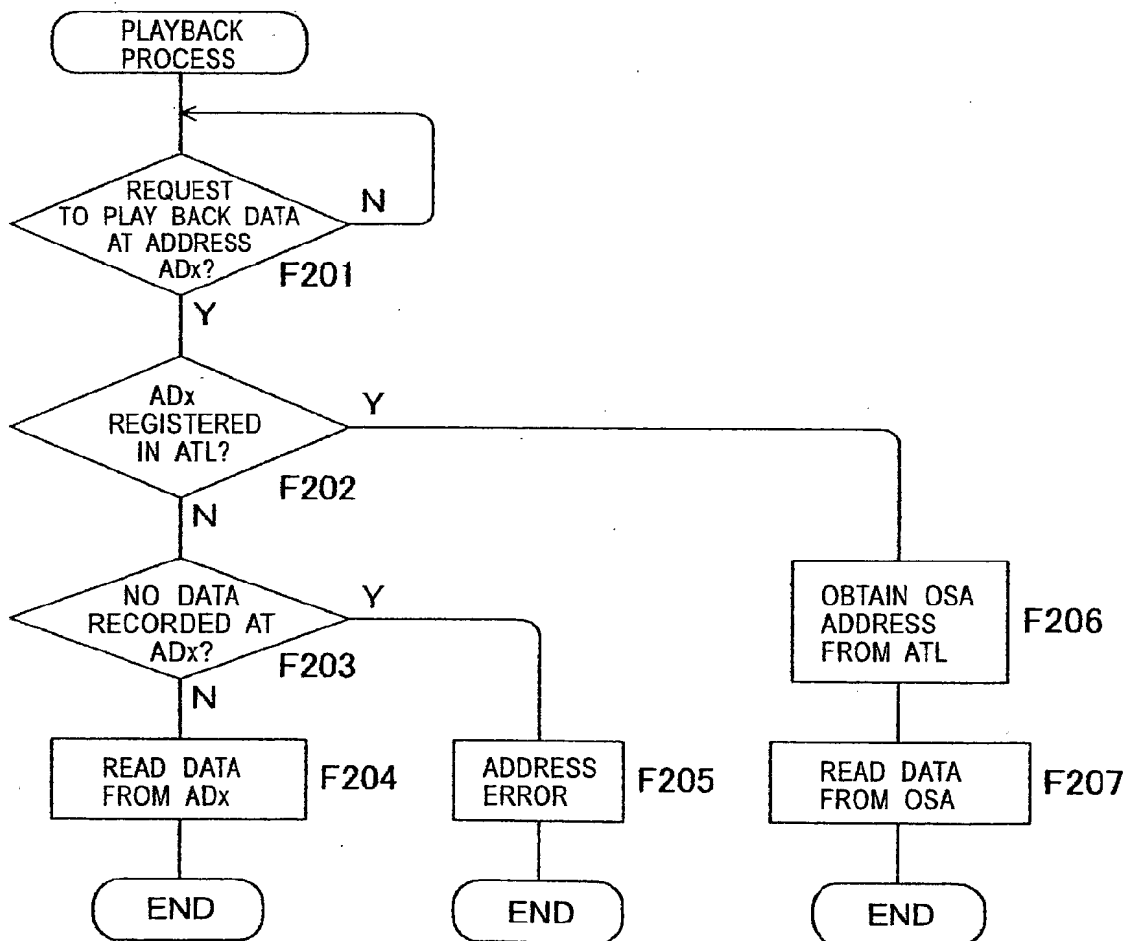 PLAYBACK
PROCESS
REQUEST
TO PLAY BACK DATA
AT ADDRESS
ADx?
N
F201
Y
ADx
REGISTERED
IN ATL?
Y
F202
N
NO DATA
RECORDED AT
ADx?
Y
F203
N
OBTAIN OSA
ADDRESS
FROM ATL
F206
READ DATA
FROM ADx
F204
ADDRESS
ERROR
F205
READ DATA
FROM OSA
F207
END
END
END